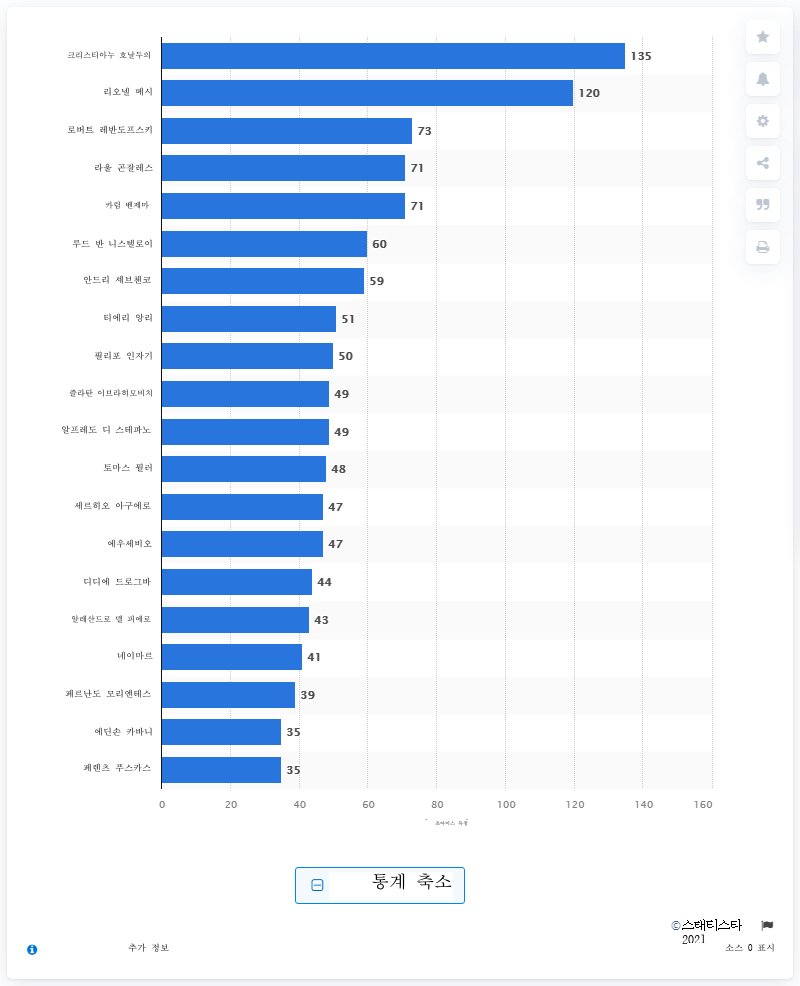 크리스티아누 호날두의 135
리오넬 메시 120
로버트 레반도프스키 73
라울 곤잘레스 71
카림 벤제마 71
루드 반 니스텔로이 60
안드리 셰브첸코 59
티에리 앙리 51
필리포 인자기 50
즐라탄 이브라히모비치 49
알프레도 디 스테파노 49
토마스 뮐러 48
세르히오 아구에로 47
에우세비오 47
디디에 드로그바 44
알레산드로 델 피에로 43
네이마르 41
페르난도 모리엔테스 39
에딘손 카바니 35
페렌츠 푸스카스 35
0 20 40 60 80 100 120 140 160
통계 축소
©스태티스타
2021
추가 정보 소스 0 표시